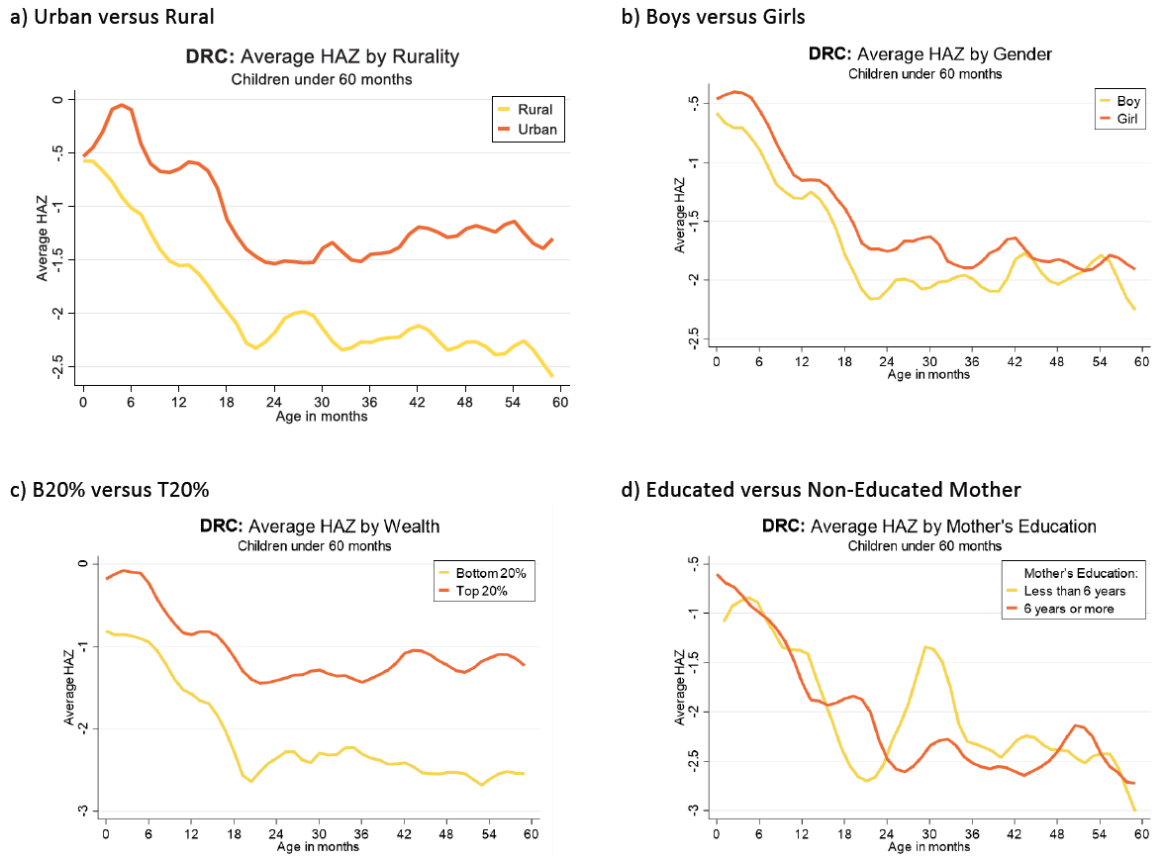 a) Urban versus Rural
DRC: Average HAZ by Rurality
Children under 60 months
Rural
Urban
Average HAZ
0
-.5
-1
-1.5
-2
-2.5
0 6 12 18 24 30 36 42 48 54 60
Age in months
b) Boys versus Girls
DRC: Average HAZ by Gender
Children under 60 months
Boy
Girl
Average HAZ
-.5
-1
-1.5
-2
-2.5
0 6 12 18 24 30 36 42 48 54 60
Age in months
c) B20% versus T20%
DRC: Average HAZ by Wealth
Children under 60 months
Bottom 20%
Top 20%
Average HAZ
0
-1
-2
-3
0 6 12 18 24 30 36 42 48 54 60
Age in months
d) Educated versus Non-Educated Mother
DRC: Average HAZ by Mother's Education
Children under 60 months
Mother's Education:
Less than 6 years
6 years or more
Average HAZ
-.5
-1
-1.5
-2
-2.5
-3
0 6 12 18 24 30 36 42 48 54 60
Age in months